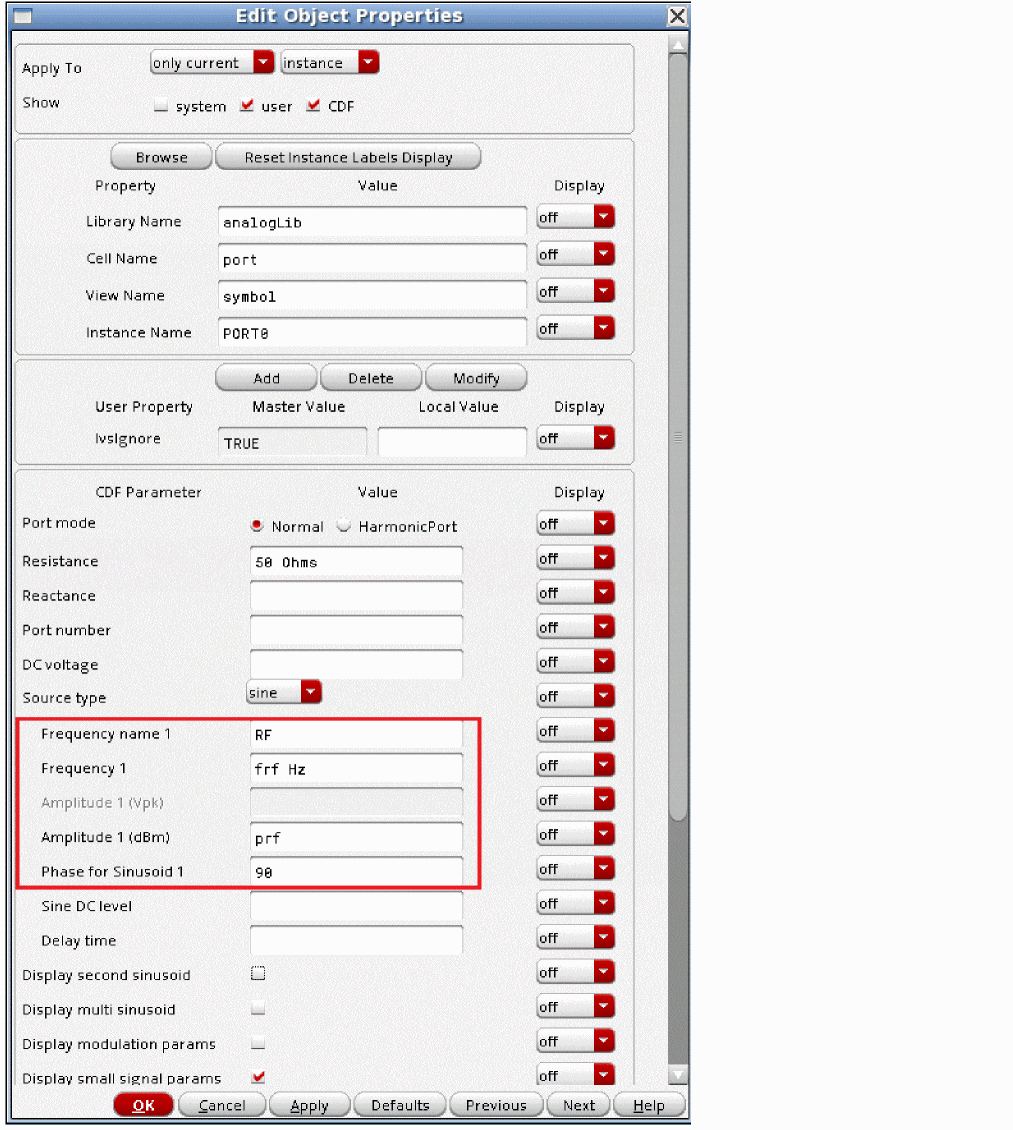 Edit Object Properties
Apply To only current instance
Show system user CDF
Browse Reset Instance Labels Display
Property Value Display
Library Name analogLib off
Cell Name port off
View Name symbol off
Instance Name PORT0 off
Add Delete Modify
User Property Master Value Local Value Display
lvsIgnore TRUE off
CDF Parameter Value Display
Port mode Normal HarmonicPort off
Resistance 50 Ohms off
Reactance off
Port number off
DC voltage off
Source type sine off
Frequency name 1 RF off
Frequency 1 frf Hz off
Amplitude 1 (Vpk) off
Amplitude 1 (dBm) prf off
Phase for Sinusoid 1 90 off
Sine DC level off
Delay time off
Display second sinusoid off
Display multi sinusoid off
Display modulation params off
Display small signal params off
OK Cancel Apply Defaults Previous Next Help